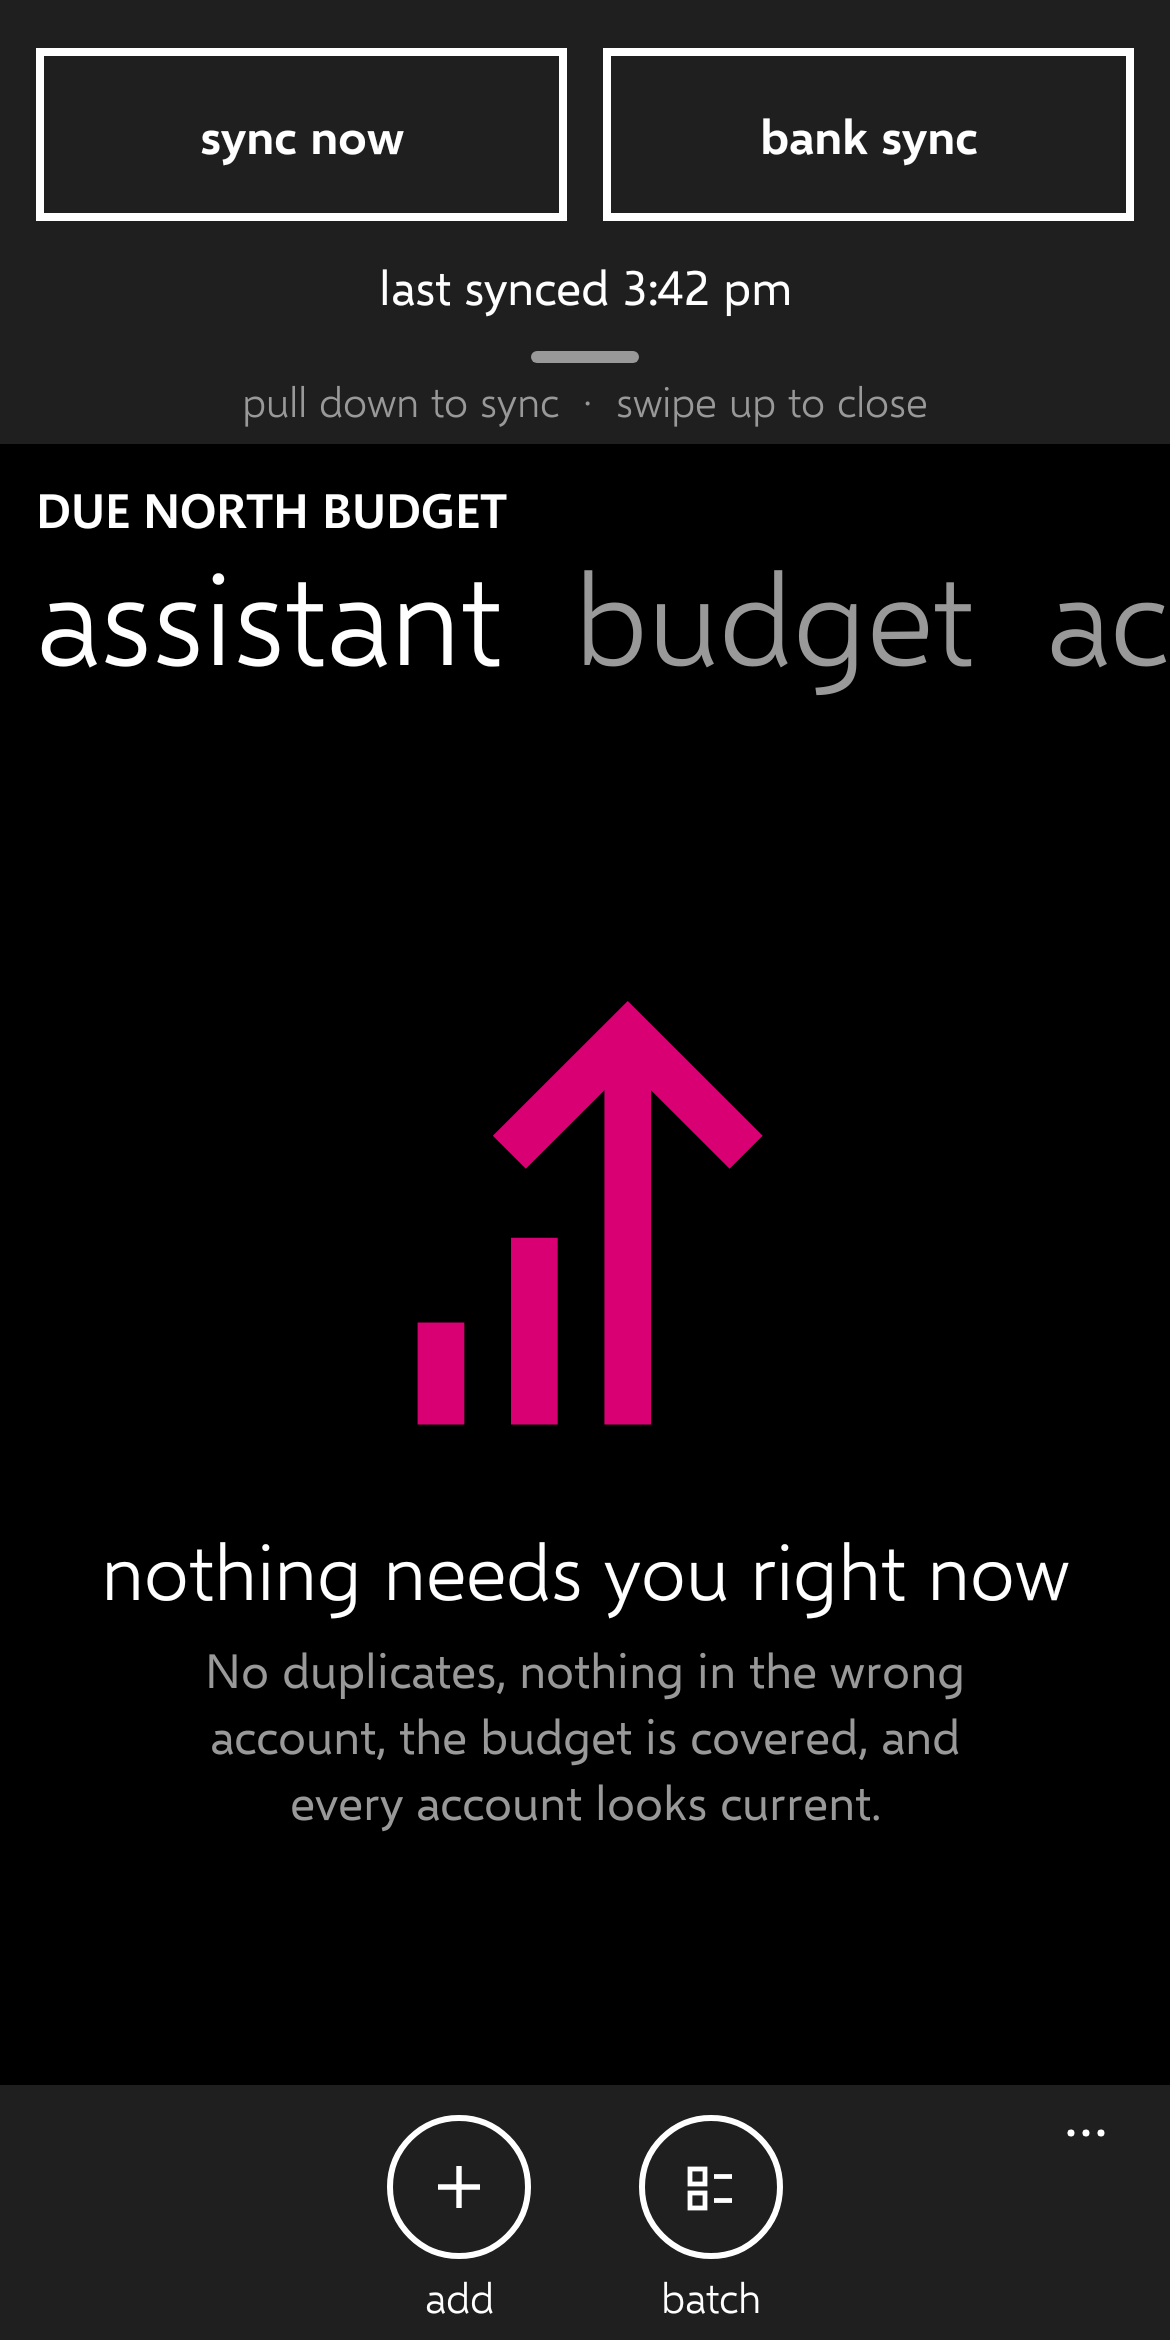 sync now
bank sync
last synced 3:42 pm
pull down to sync · swipe up to close
DUE NORTH BUDGET
assistant budget ac
nothing needs you right now
No duplicates, nothing in the wrong
account, the budget is covered, and
every account looks current.
add
batch